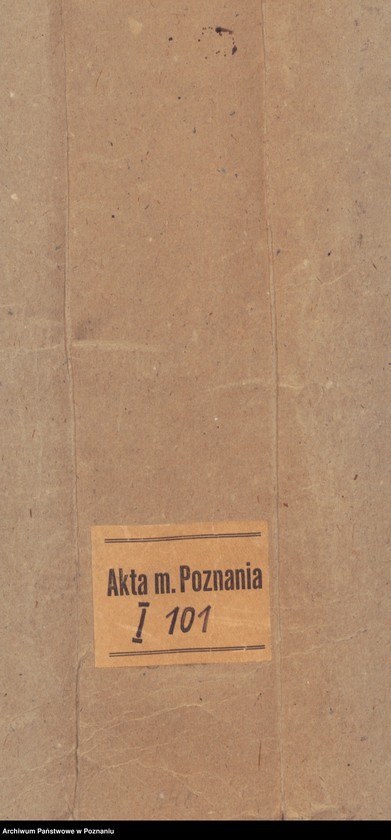 Akta m. Poznania
I 101
Archiwum Państwowe w Poznaniu